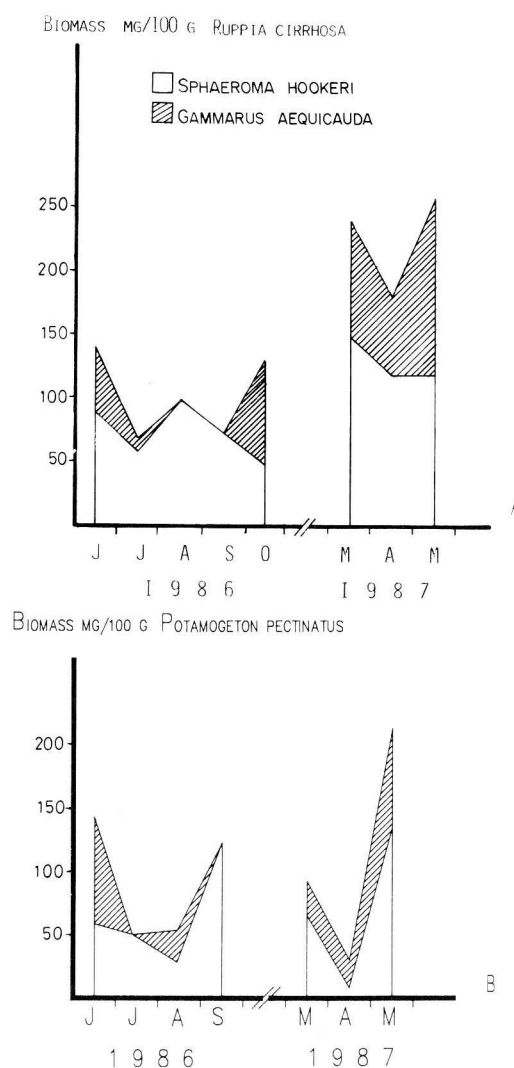 BIOMASS MG/100 G RUPPIA CIRRHOSA
SPHAEROMA HOOKERI
GAMMARUS AEQUICAUDA
250
200
150
100
50
J J A S O M A M
1986 1987
BIOMASS MG/100 G POTAMOGETON PECTINATUS
200
150
100
50
B
J J A S M A M
1986 1987